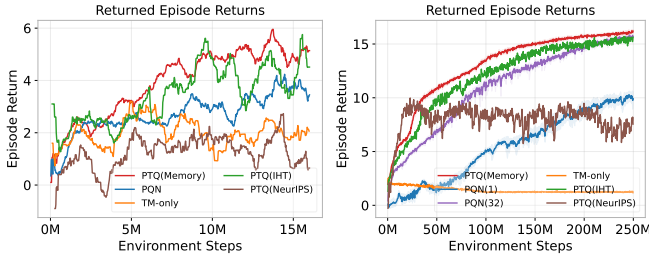 Returned Episode Returns
Episode Return
6
4
2
0
PTQ(Memory)
PQN
TM-only
PTQ(IHT)
PTQ(NeurIPS)
0M
5M
10M
15M
Environment Steps
Returned Episode Returns
Episode Return
15
10
5
0
PTQ(Memory)
PQN(1)
PQN(32)
TM-only
PTQ(IHT)
PTQ(NeurIPS)
0M
50M
100M
150M
200M
250M
Environment Steps